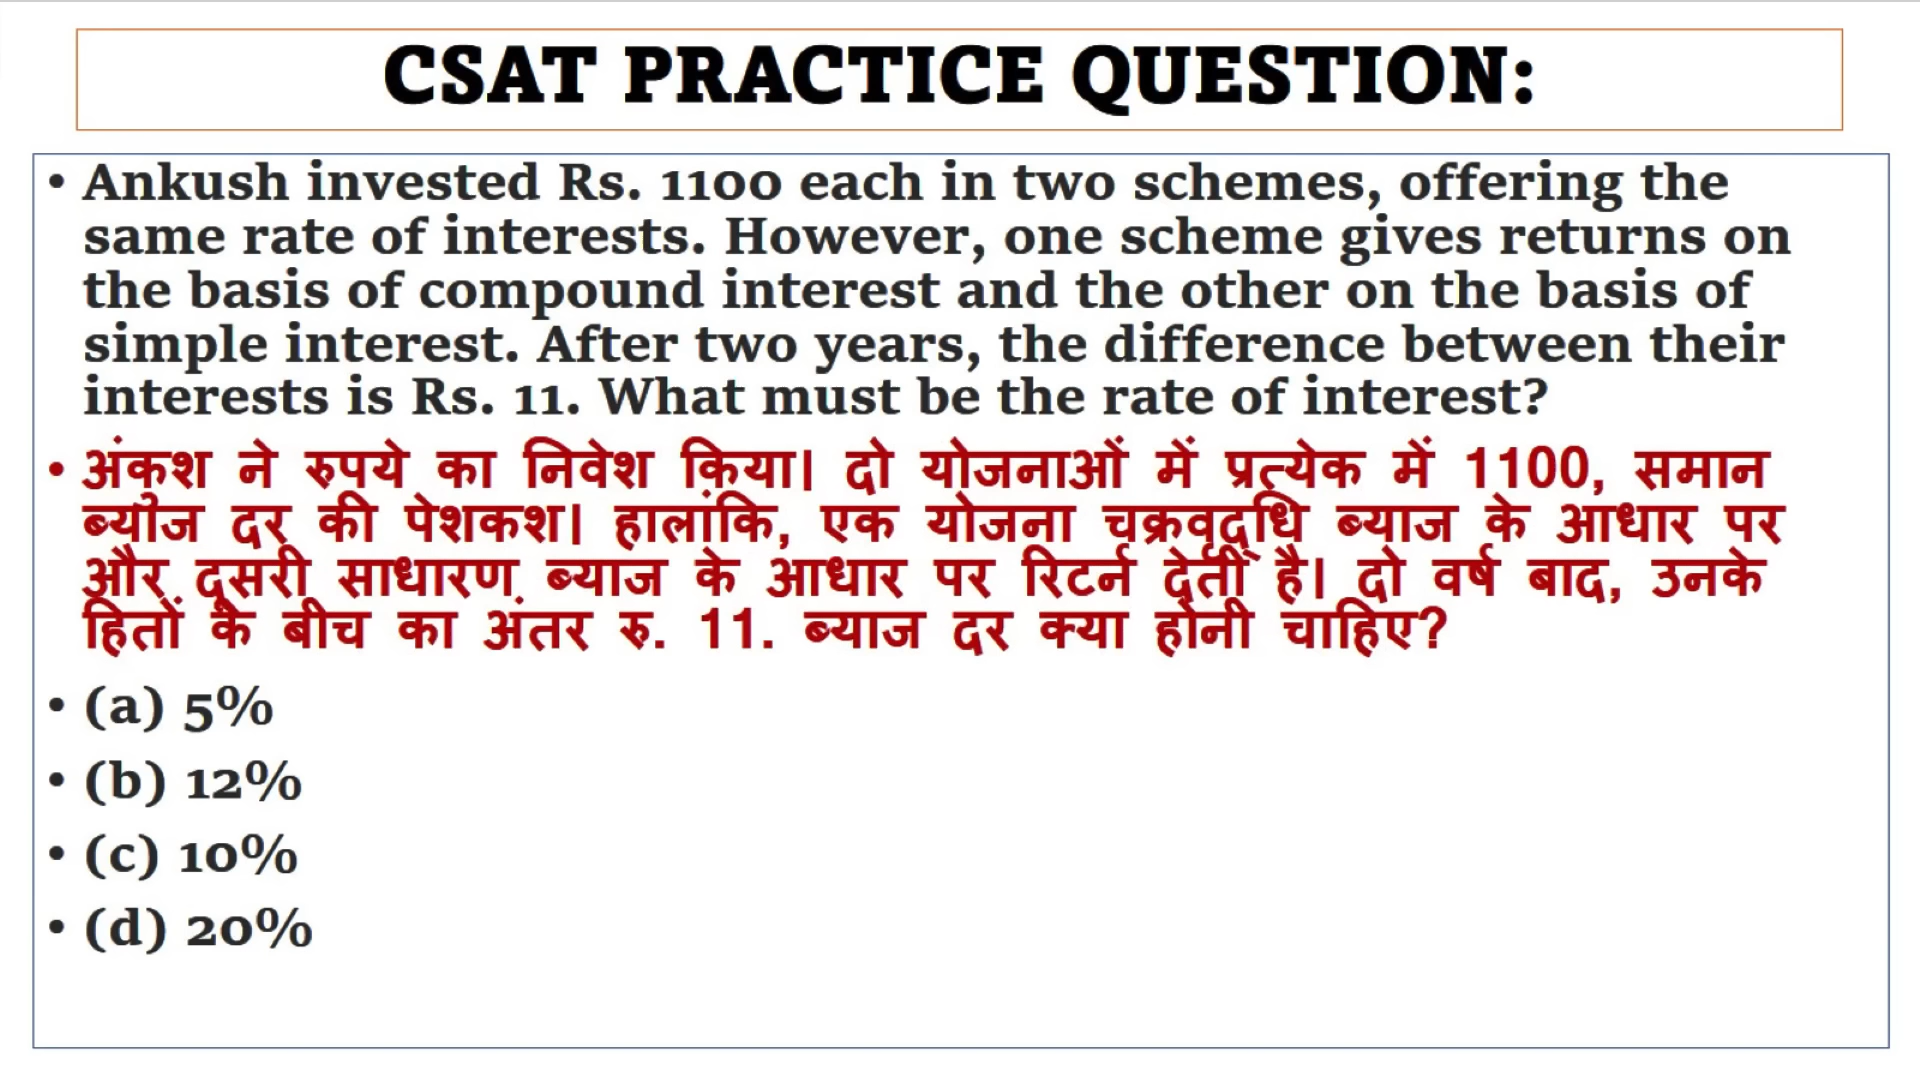 CSAT PRACTICE QUESTION:
• Ankush invested Rs. 1100 each in two schemes, offering the
same rate of interests. However, one scheme gives returns on
the basis of compound interest and the other on the basis of
simple interest. After two years, the difference between their
interests is Rs. 11. What must be the rate of interest?
• अंकुश ने रुपये का निवेश किया। दो योजनाओं में प्रत्येक में 1100, समान
ब्याज दर की पेशकश। हालांकि, एक योजना चक्रवृद्धि ब्याज के आधार पर
और दूसरी साधारण ब्याज के आधार पर रिटर्न देती है। दो वर्ष बाद, उनके
हितों के बीच का अंतर रु. 11. ब्याज दर क्या होनी चाहिए?
• (a) 5%
• (b) 12%
• (c) 10%
• (d) 20%